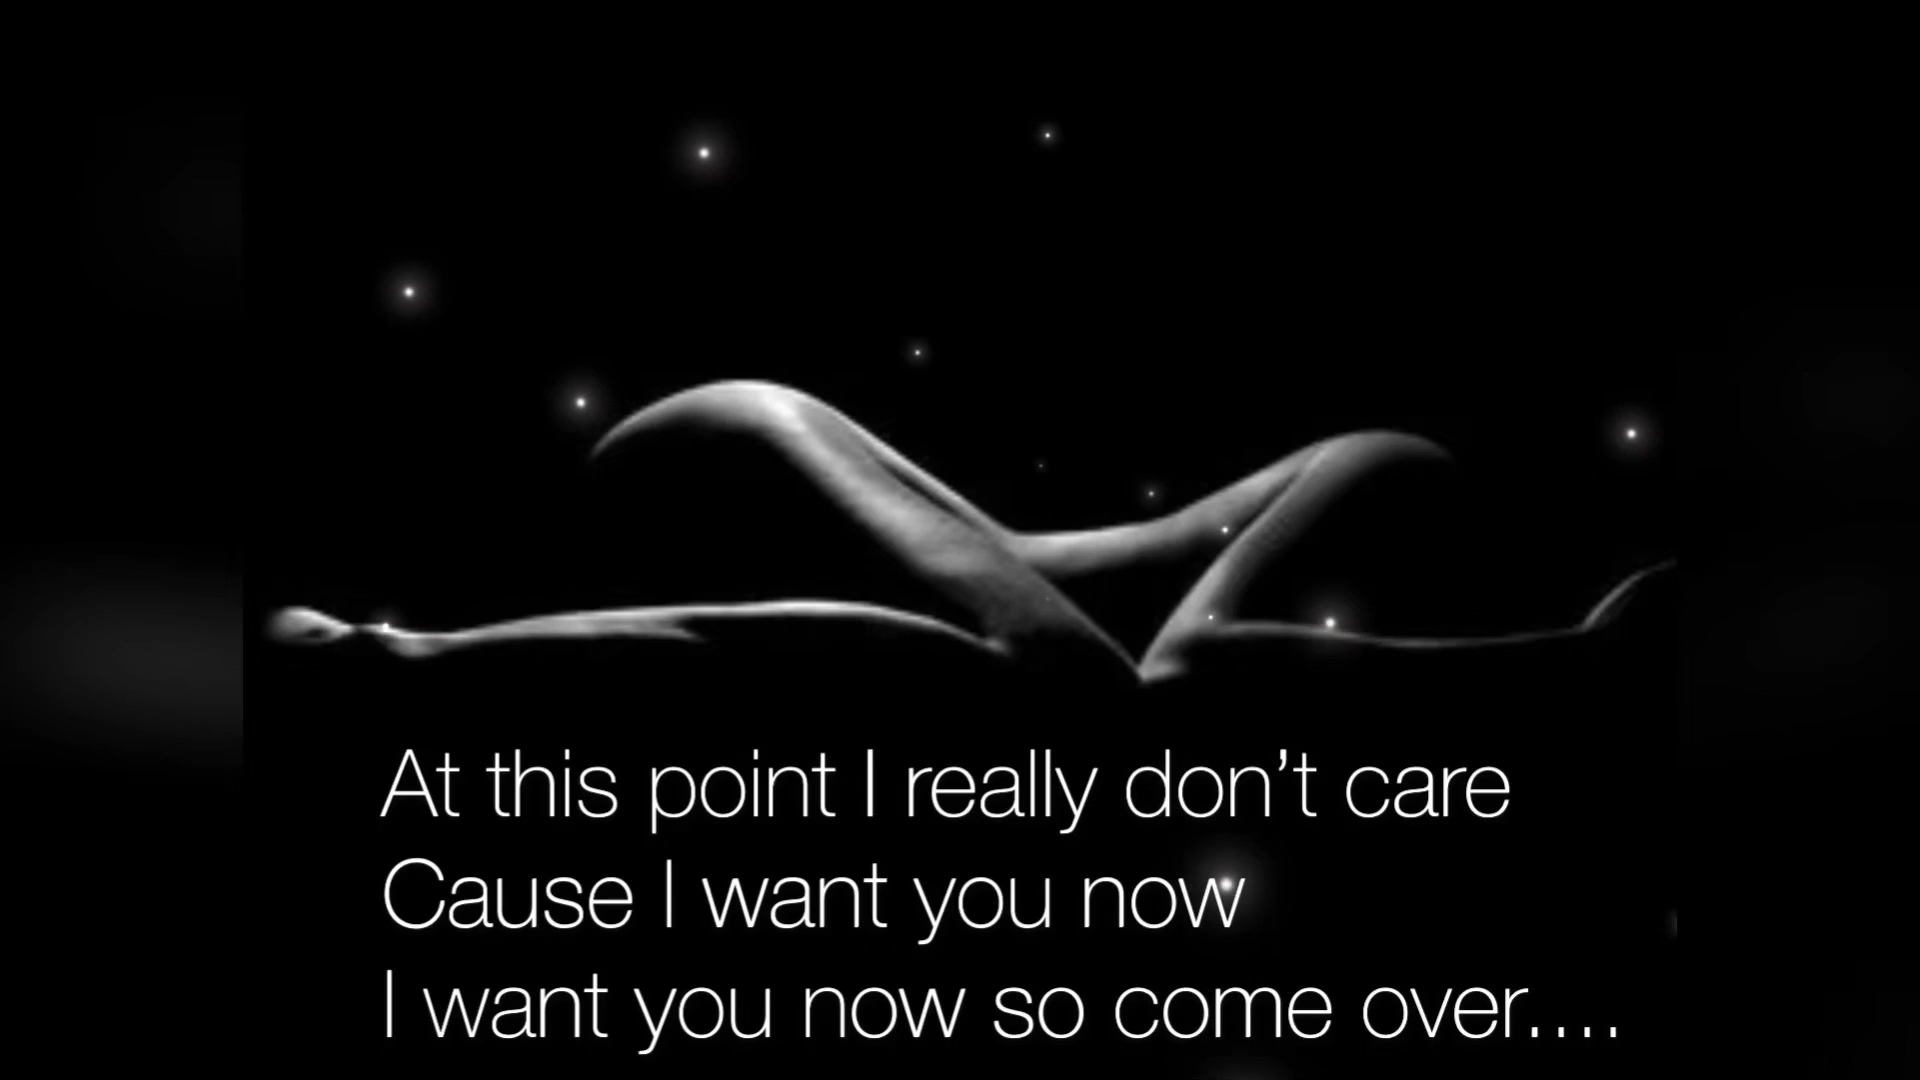 At this point I really don’t care
Cause I want you now
I want you now so come over....